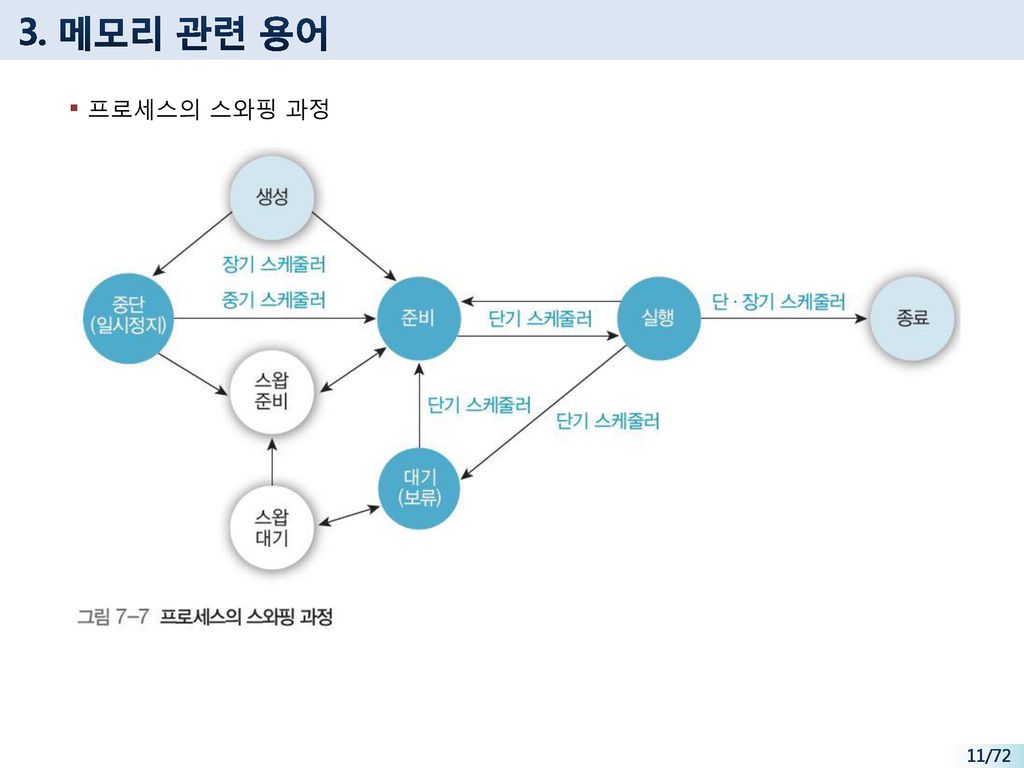 3. 메모리 관련 용어
▪ 프로세스의 스와핑 과정
생성
장기 스케줄러
중기 스케줄러
중단
(일시정지)
준비
단기 스케줄러
실행
단 · 장기 스케줄러
종료
스왑
준비
단기 스케줄러
단기 스케줄러
대기
(보류)
스왑
대기
그림 7-7 프로세스의 스와핑 과정
11/72